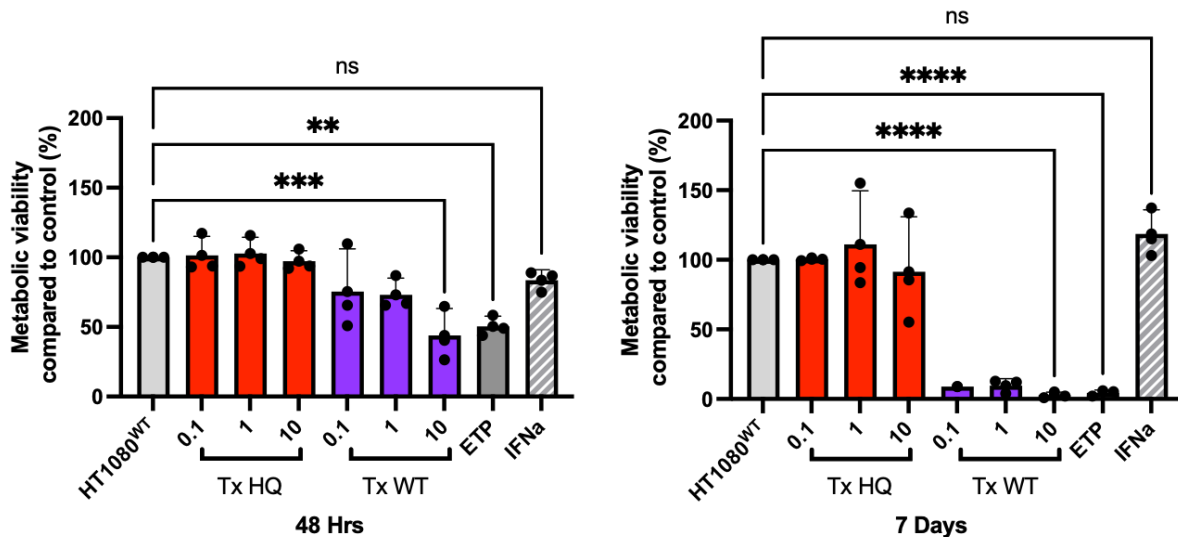 ns
**
***
Metabolic viability
compared to control (%)
200
150
100
50
0
HT1080WT
0.1
1
10
0.1
1
10
ETP
IFNa
Tx HQ
Tx WT
48 Hrs
ns
****
****
Metabolic viability
compared to control (%)
200
150
100
50
0
HT1080WT
0.1
1
10
0.1
1
10
ETP
IFNa
Tx HQ
Tx WT
7 Days